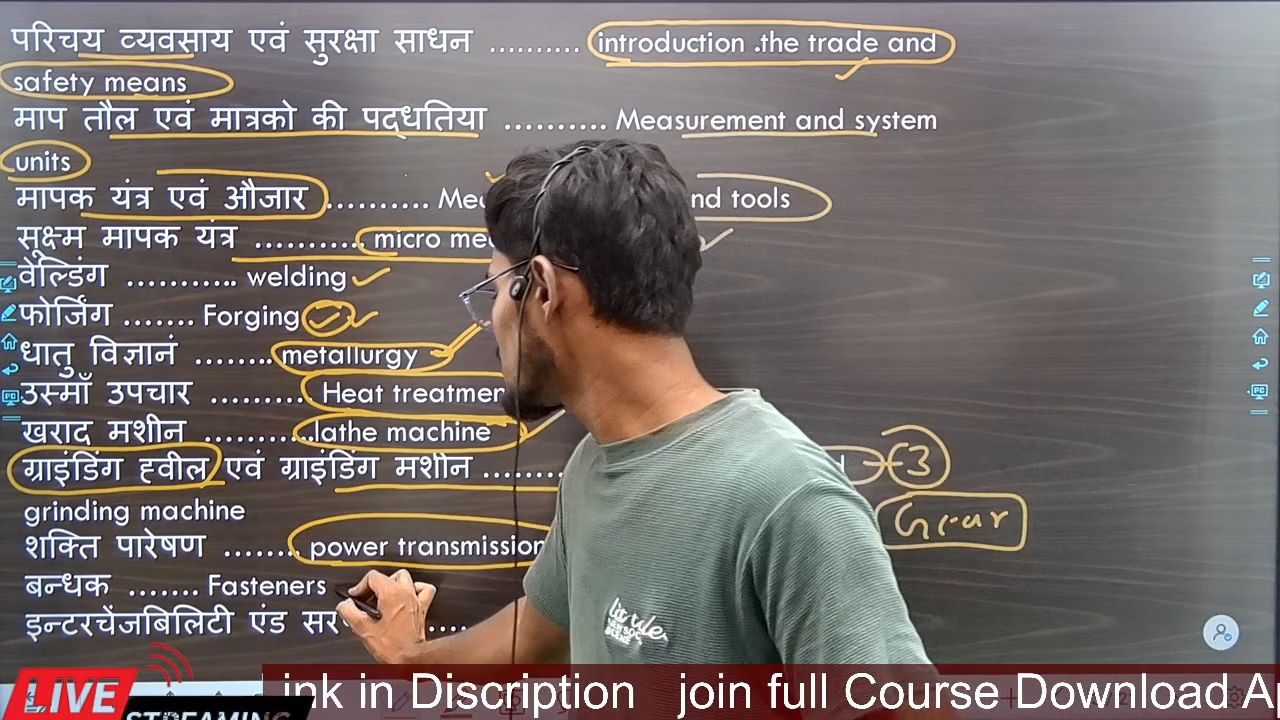 परिचय व्यवसाय एवं सुरक्षा साधन .......... introduction .the trade and
safety means
माप तौल एवं मात्रको की पद्धतिया .......... Measurement and system
units
मापक यंत्र एवं औजार .......... nd tools
सूक्ष्म मापक यंत्र ........... micro
वेल्डिंग ........... welding
फोर्जिंग ....... Forging
धातु विज्ञानं ........ metallurgy
उस्माँ उपचार .......... Heat treatmen
खराद मशीन ........... lathe machine
ग्राइंडिंग ह्वील एवं ग्राइंडिंग मशीन ........ 3
grinding machine
Gear
शक्ति पारेषण ........ power transmission
बन्धक ....... Fasteners
इन्टरचेंजबिलिटी एंड सर ....
LIVE
STREAMING
ink in Discription join full Course Download A